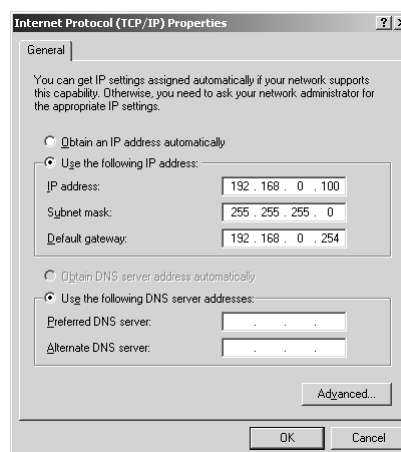 Internet Protocol (TCP/IP) Properties
General
You can get IP settings assigned automatically if your network supports
this capability. Otherwise, you need to ask your network administrator for
the appropriate IP settings.
Obtain an IP address automatically
Use the following IP address:
IP address: 192 . 168 . 0 . 100
Subnet mask: 255 . 255 . 255 . 0
Default gateway: 192 . 168 . 0 . 254
Obtain DNS server address automatically
Use the following DNS server addresses:
Preferred DNS server: . . .
Alternate DNS server: . . .
Advanced...
OK Cancel